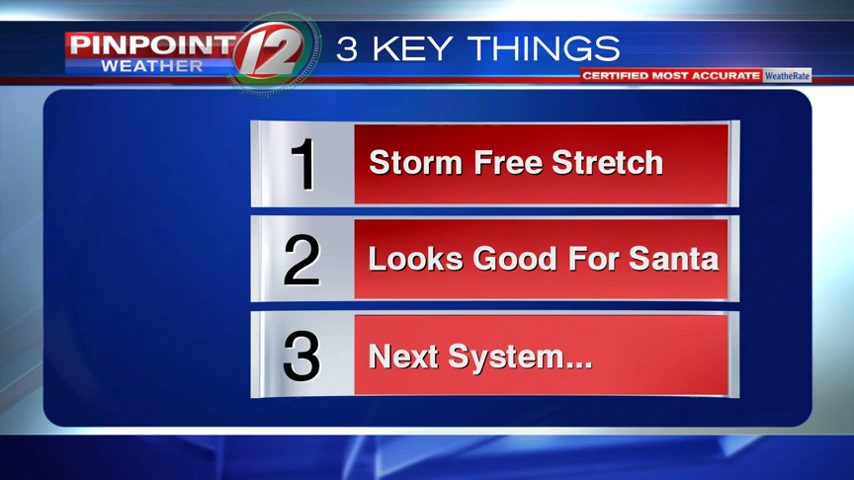 PINPOINT 12
WEATHER
3 KEY THINGS
CERTIFIED MOST ACCURATE WeatheRate
1 Storm Free Stretch
2 Looks Good For Santa
3 Next System...